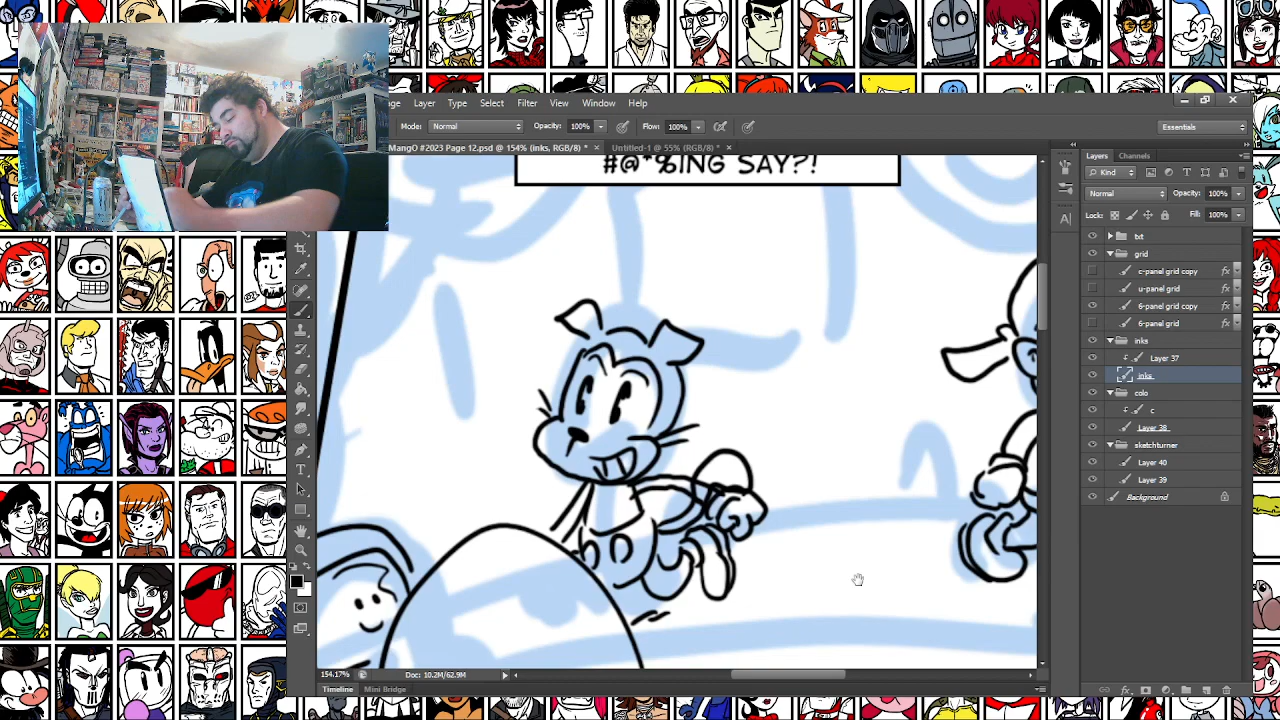 Layer Type Select Filter View Window Help
Mode: Normal Opacity: 100% Flow: 100% Essentials
MangO #2023 Page 12.psd @ 154% (inks, RGB/8) * × Untitled-1 @ 55% (RGB/8) * ×
#@*%ING SAY?!
Layers Channels
Kind
Normal Opacity: 100%
Lock: Fill: 100%
txt
grid
c-panel grid copy fx
u-panel grid fx
6-panel grid copy fx
6-panel grid fx
inks
Layer 37
inks
colo
c
Layer 38
sketchturner
Layer 40
Layer 39
Background
154.17% Doc: 10.2M/62.9M
Timeline Mini Bridge